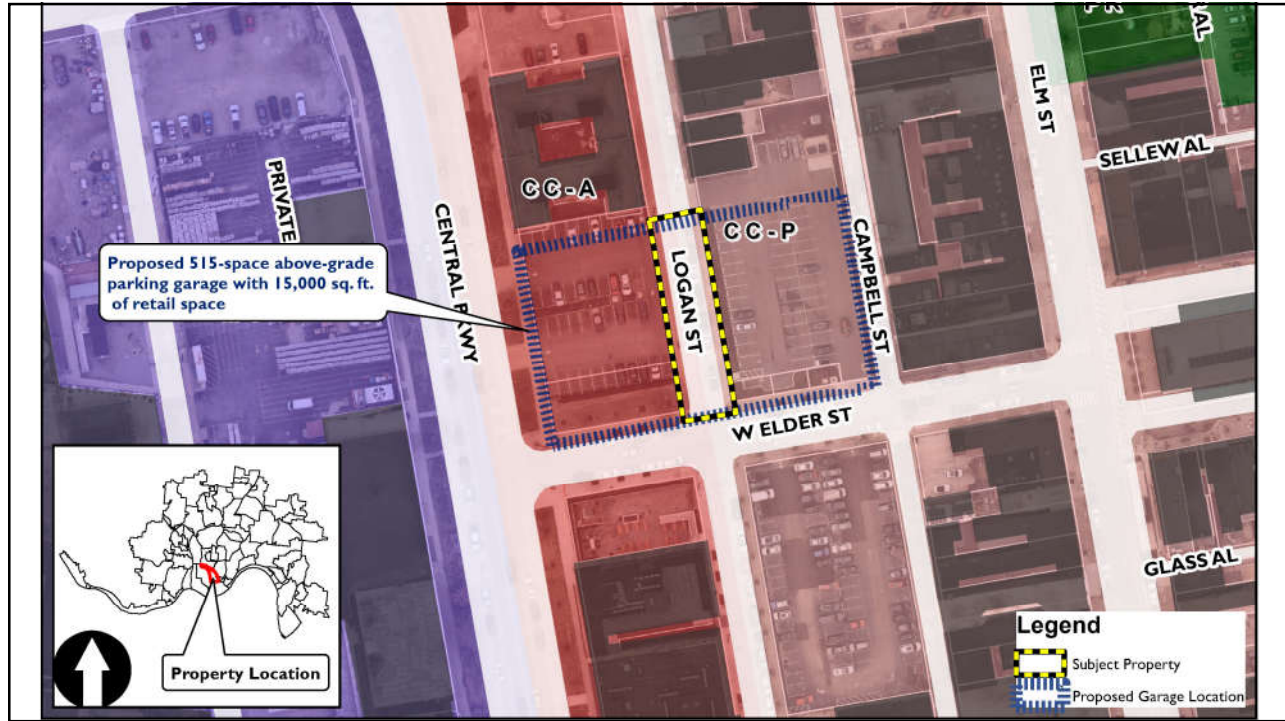 ELM ST
SELLEW AL
PRIVATE
CENTRAL PKWY
CC-A
CC-P
LOGAN ST
CAMPBELL ST
Proposed 515-space above-grade
parking garage with 15,000 sq. ft.
of retail space
W ELDER ST
GLASS AL
Property Location
Legend
Subject Property
Proposed Garage Location